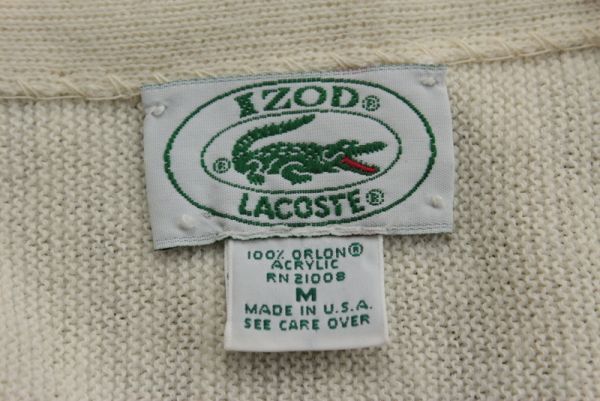 IZOD®
®
LACOSTE®
100% ORLON®
ACRYLIC
RN 21008
M
MADE IN U.S.A.
SEE CARE OVER